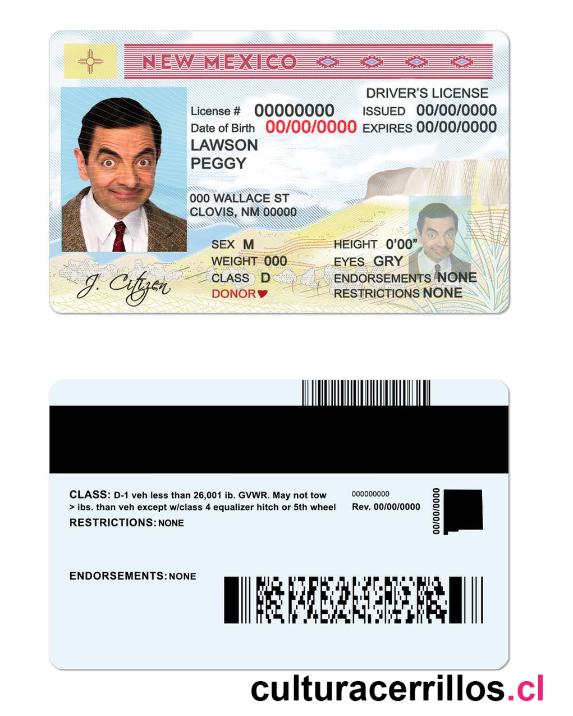 NEW MEXICO
DRIVER'S LICENSE
License # 00000000 ISSUED 00/00/0000
Date of Birth 00/00/0000 EXPIRES 00/00/0000
LAWSON
PEGGY
000 WALLACE ST
CLOVIS, NM 00000
SEX M HEIGHT 0'00"
WEIGHT 000 EYES GRY
CLASS D ENDORSEMENTS NONE
DONOR♥ RESTRICTIONS NONE
J. Citizen
CLASS: D-1 veh less than 26,001 ib. GVWR. May not tow
> ibs. than veh except w/class 4 equalizer hitch or 5th wheel
RESTRICTIONS: NONE
000000000
Rev. 00/00/0000
00/00/0000
ENDORSEMENTS: NONE
culturacerrillos.cl